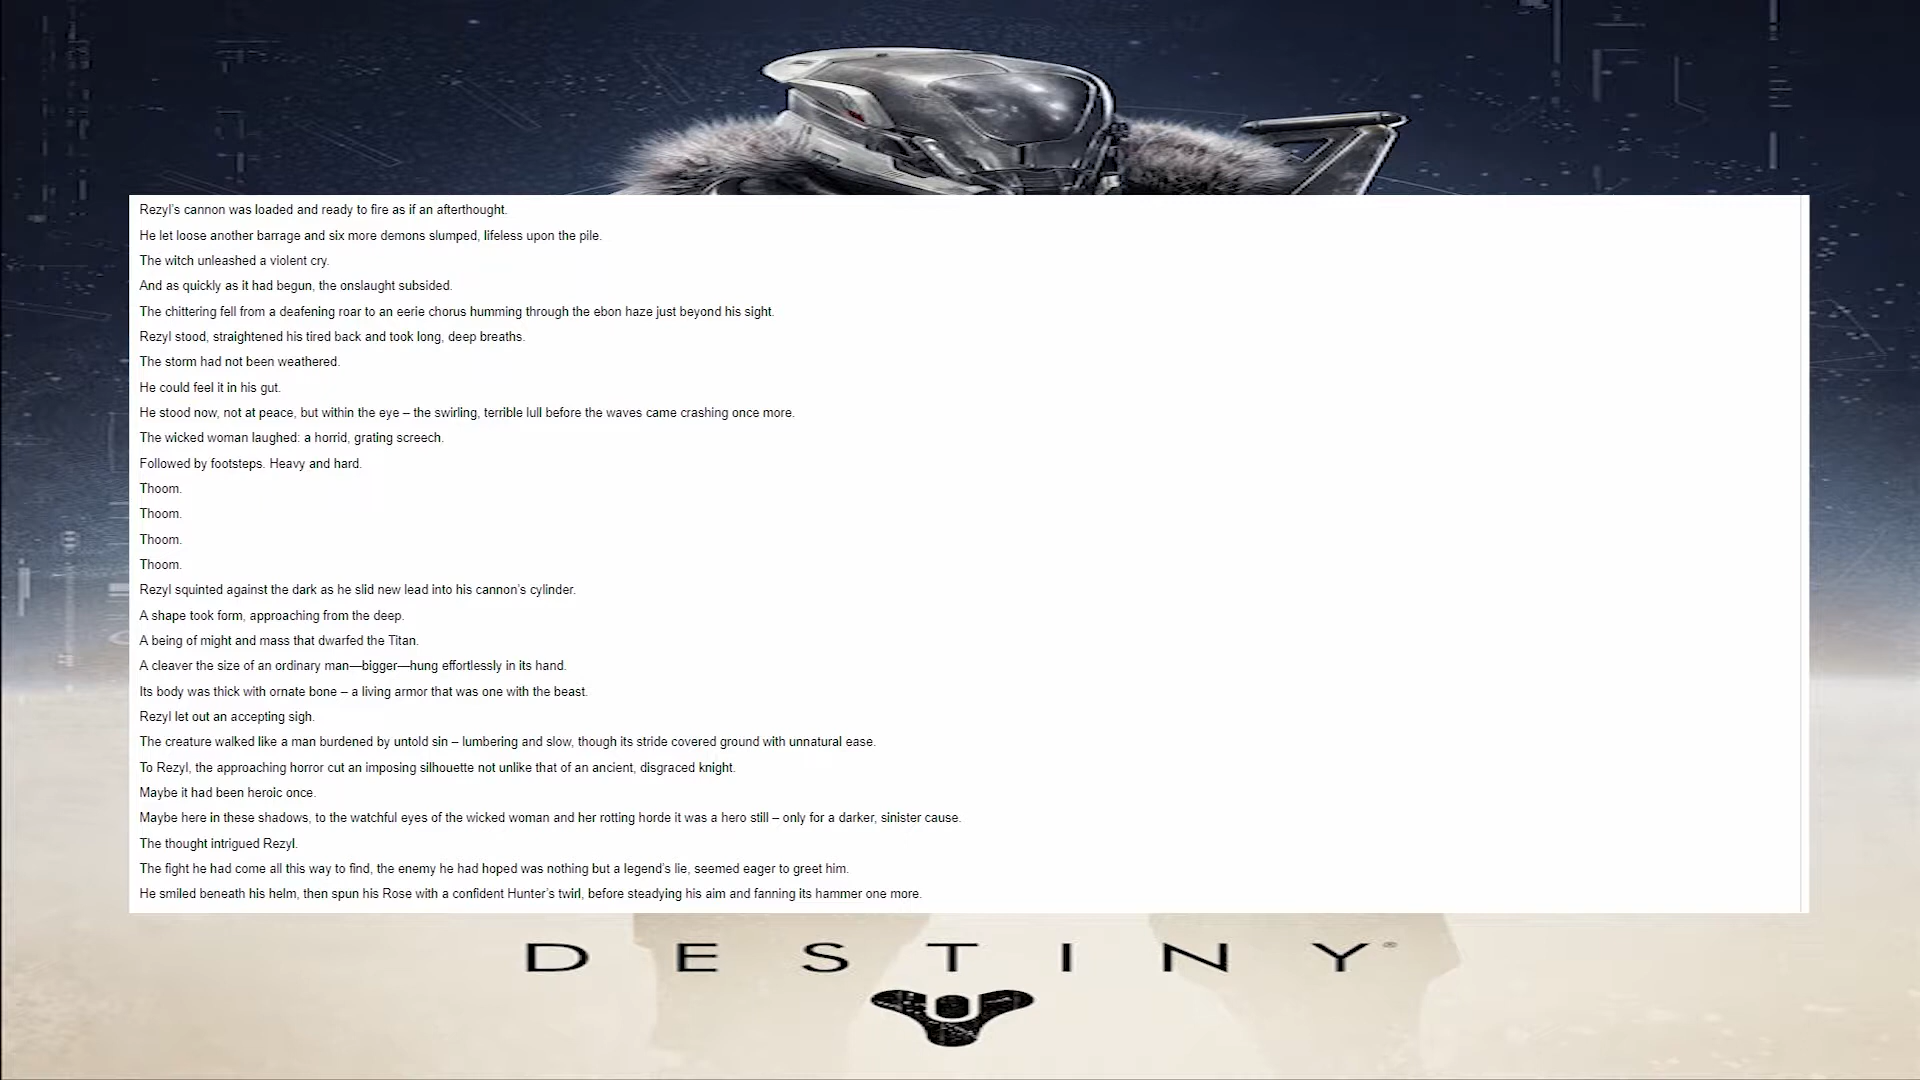 Rezyl's cannon was loaded and ready to fire as if an afterthought.
He let loose another barrage and six more demons slumped, lifeless upon the pile.
The witch unleashed a violent cry.
And as quickly as it had begun, the onslaught subsided.
The chittering fell from a deafening roar to an eerie chorus humming through the ebon haze just beyond his sight.
Rezyl stood, straightened his tired back and took long, deep breaths.
The storm had not been weathered.
He could feel it in his gut.
He stood now, not at peace, but within the eye – the swirling, terrible lull before the waves came crashing once more.
The wicked woman laughed: a horrid, grating screech.
Followed by footsteps. Heavy and hard.
Thoom.
Thoom.
Thoom.
Thoom.
Rezyl squinted against the dark as he slid new lead into his cannon's cylinder.
A shape took form, approaching from the deep.
A being of might and mass that dwarfed the Titan.
A cleaver the size of an ordinary man—bigger—hung effortlessly in its hand.
Its body was thick with ornate bone – a living armor that was one with the beast.
Rezyl let out an accepting sigh.
The creature walked like a man burdened by untold sin – lumbering and slow, though its stride covered ground with unnatural ease.
To Rezyl, the approaching horror cut an imposing silhouette not unlike that of an ancient, disgraced knight.
Maybe it had been heroic once.
Maybe here in these shadows, to the watchful eyes of the wicked woman and her rotting horde it was a hero still – only for a darker, sinister cause.
The thought intrigued Rezyl.
The fight he had come all this way to find, the enemy he had hoped was nothing but a legend's lie, seemed eager to greet him.
He smiled beneath his helm, then spun his Rose with a confident Hunter's twirl, before steadying his aim and fanning its hammer one more.
DESTINY®